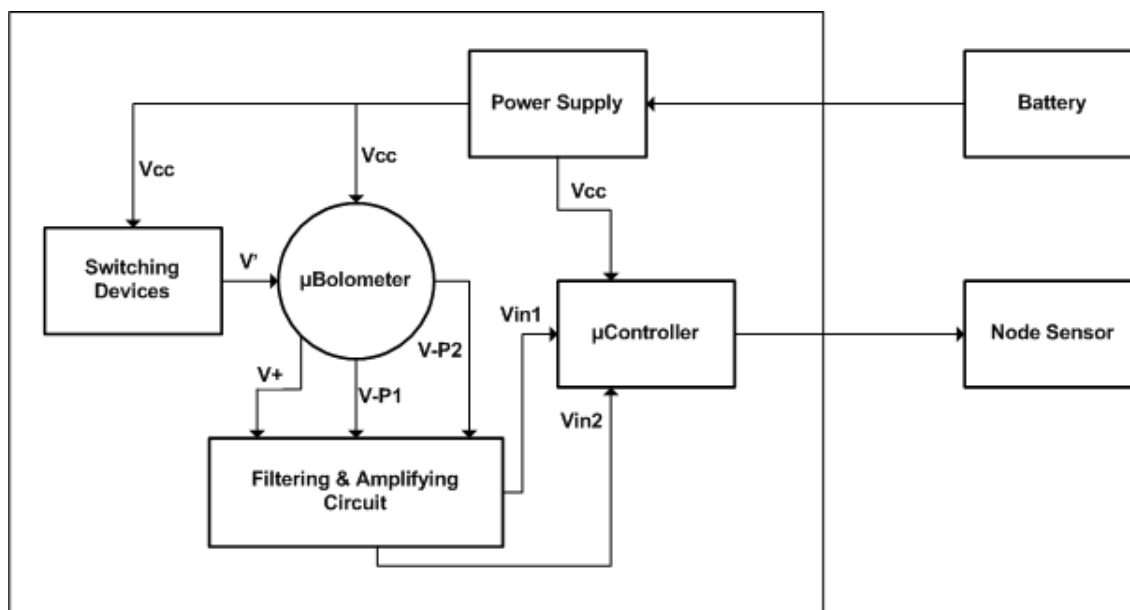 Power Supply
Battery
Vcc
Vcc
Vcc
Switching
Devices
V'
µBolometer
Vin1
µController
Node Sensor
V+
V-P1
V-P2
Vin2
Filtering & Amplifying
Circuit